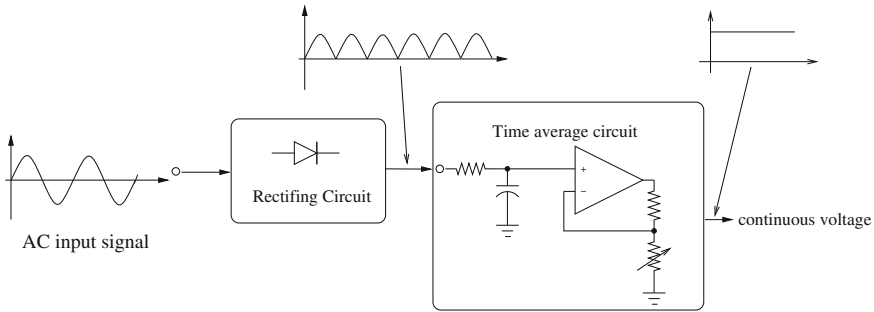 Time average circuit
+
−
Rectifing Circuit
continuous voltage
AC input signal